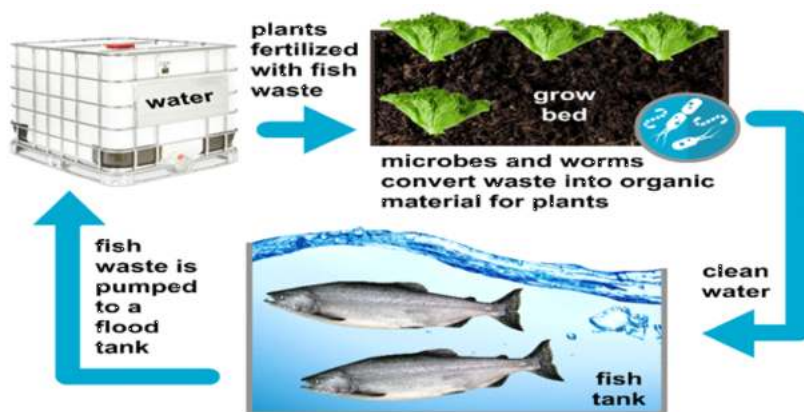 water
plants
fertilized
with fish
waste
grow
bed
microbes and worms
convert waste into organic
material for plants
clean
water
fish
tank
fish
waste is
pumped
to a
flood
tank